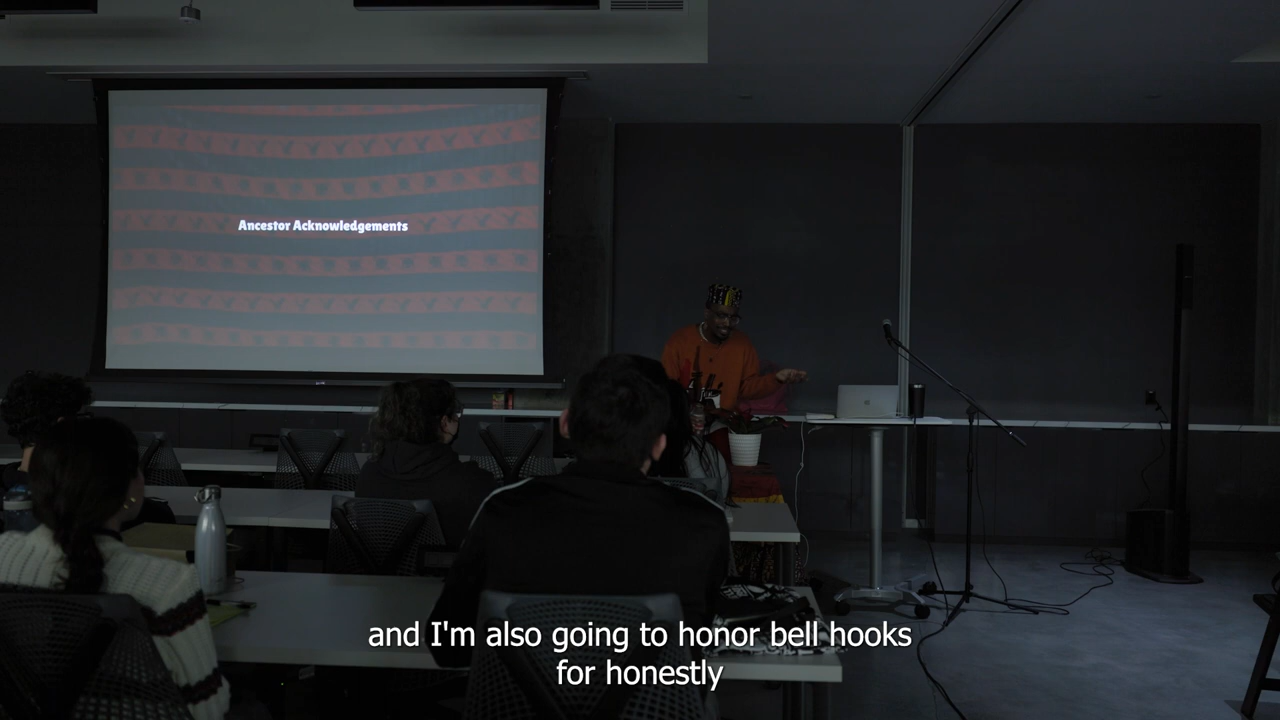 Ancestor Acknowledgements
and I'm also going to honor bell hooks
for honestly